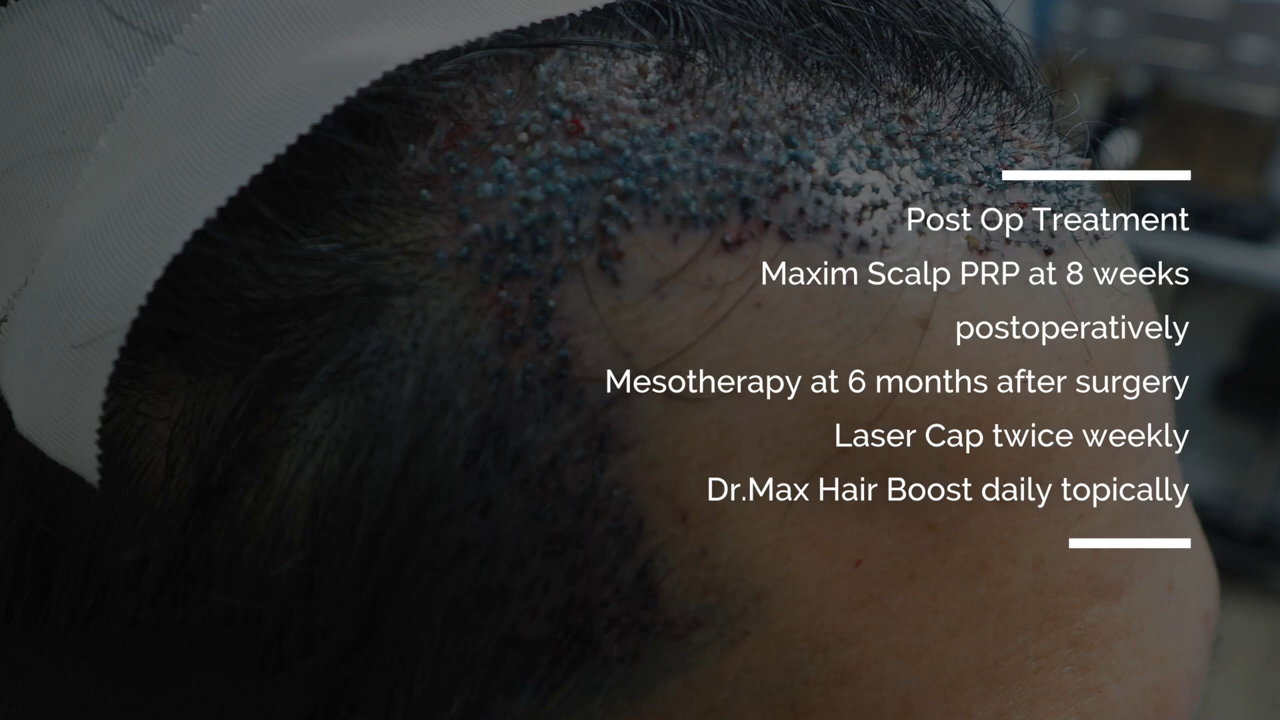 Post Op Treatment
Maxim Scalp PRP at 8 weeks
postoperatively
Mesotherapy at 6 months after surgery
Laser Cap twice weekly
Dr.Max Hair Boost daily topically